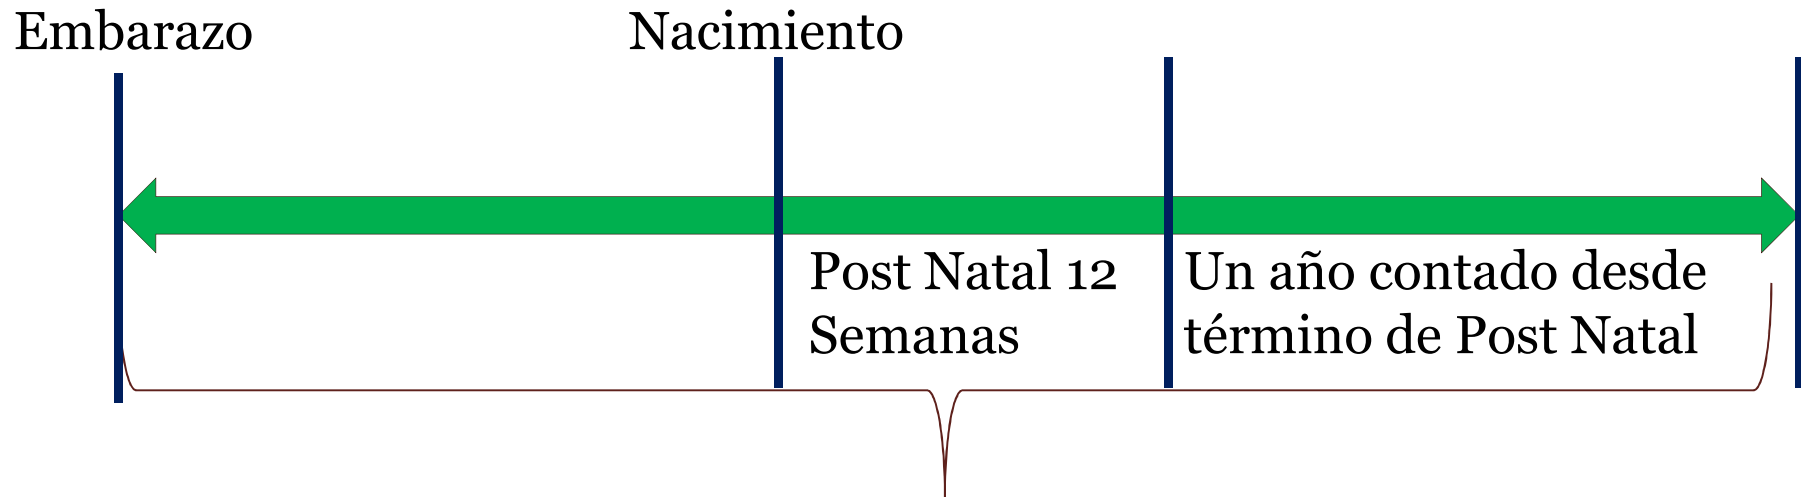 Embarazo
Nacimiento
Post Natal 12
Semanas
Un año contado desde
término de Post Natal